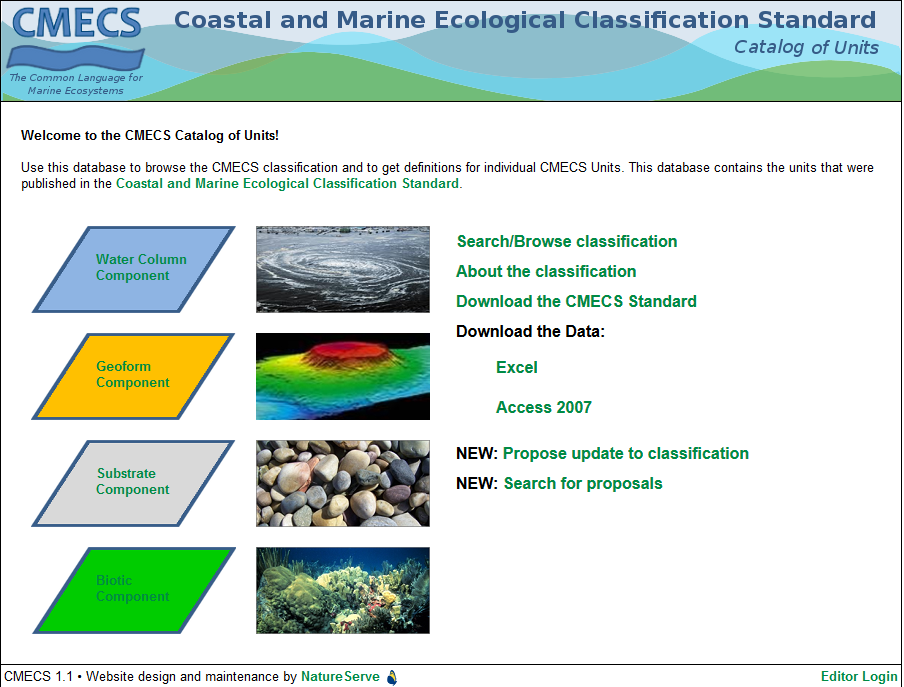 CMECS
The Common Language for
Marine Ecosystems
Coastal and Marine Ecological Classification Standard
Catalog of Units
Welcome to the CMECS Catalog of Units!
Use this database to browse the CMECS classification and to get definitions for individual CMECS Units. This database contains the units that were
published in the Coastal and Marine Ecological Classification Standard.
Water Column
Component
Geoform
Component
Substrate
Component
Biotic
Component
Search/Browse classification
About the classification
Download the CMECS Standard
Download the Data:
Excel
Access 2007
NEW: Propose update to classification
NEW: Search for proposals
CMECS 1.1 • Website design and maintenance by NatureServe
Editor Login